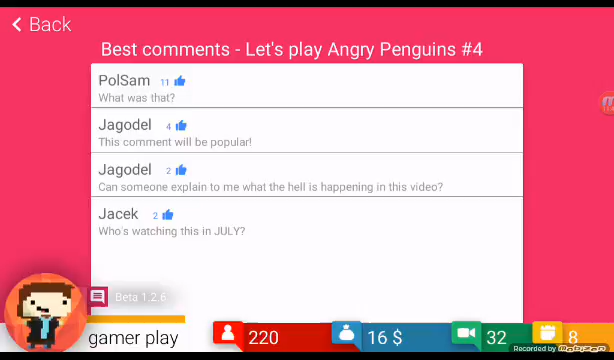 Back
Best comments - Let's play Angry Penguins #4
PolSam 11
What was that?
Jagodel 4
This comment will be popular!
Jagodel 2
Can someone explain to me what the hell is happening in this video?
Jacek 2
Who's watching this in JULY?
Beta 1.2.6
gamer play 220 16 $ 32 8
Recorded by Mobizen